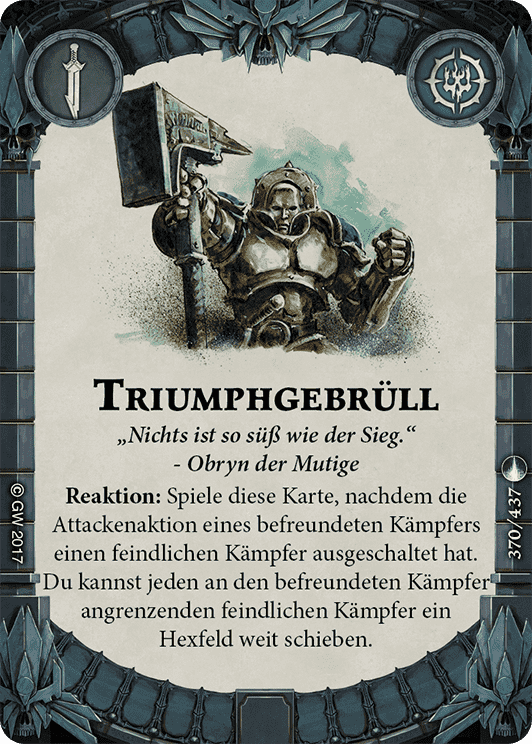 Triumphgebrüll
„Nichts ist so süß wie der Sieg.“
- Obryn der Mutige
Reaktion: Spiele diese Karte, nachdem die
Attackenaktion eines befreundeten Kämpfers
einen feindlichen Kämpfer ausgeschaltet hat.
Du kannst jeden an den befreundeten Kämpfer
angrenzenden feindlichen Kämpfer ein
Hexfeld weit schieben.
© GW 2017
370/437